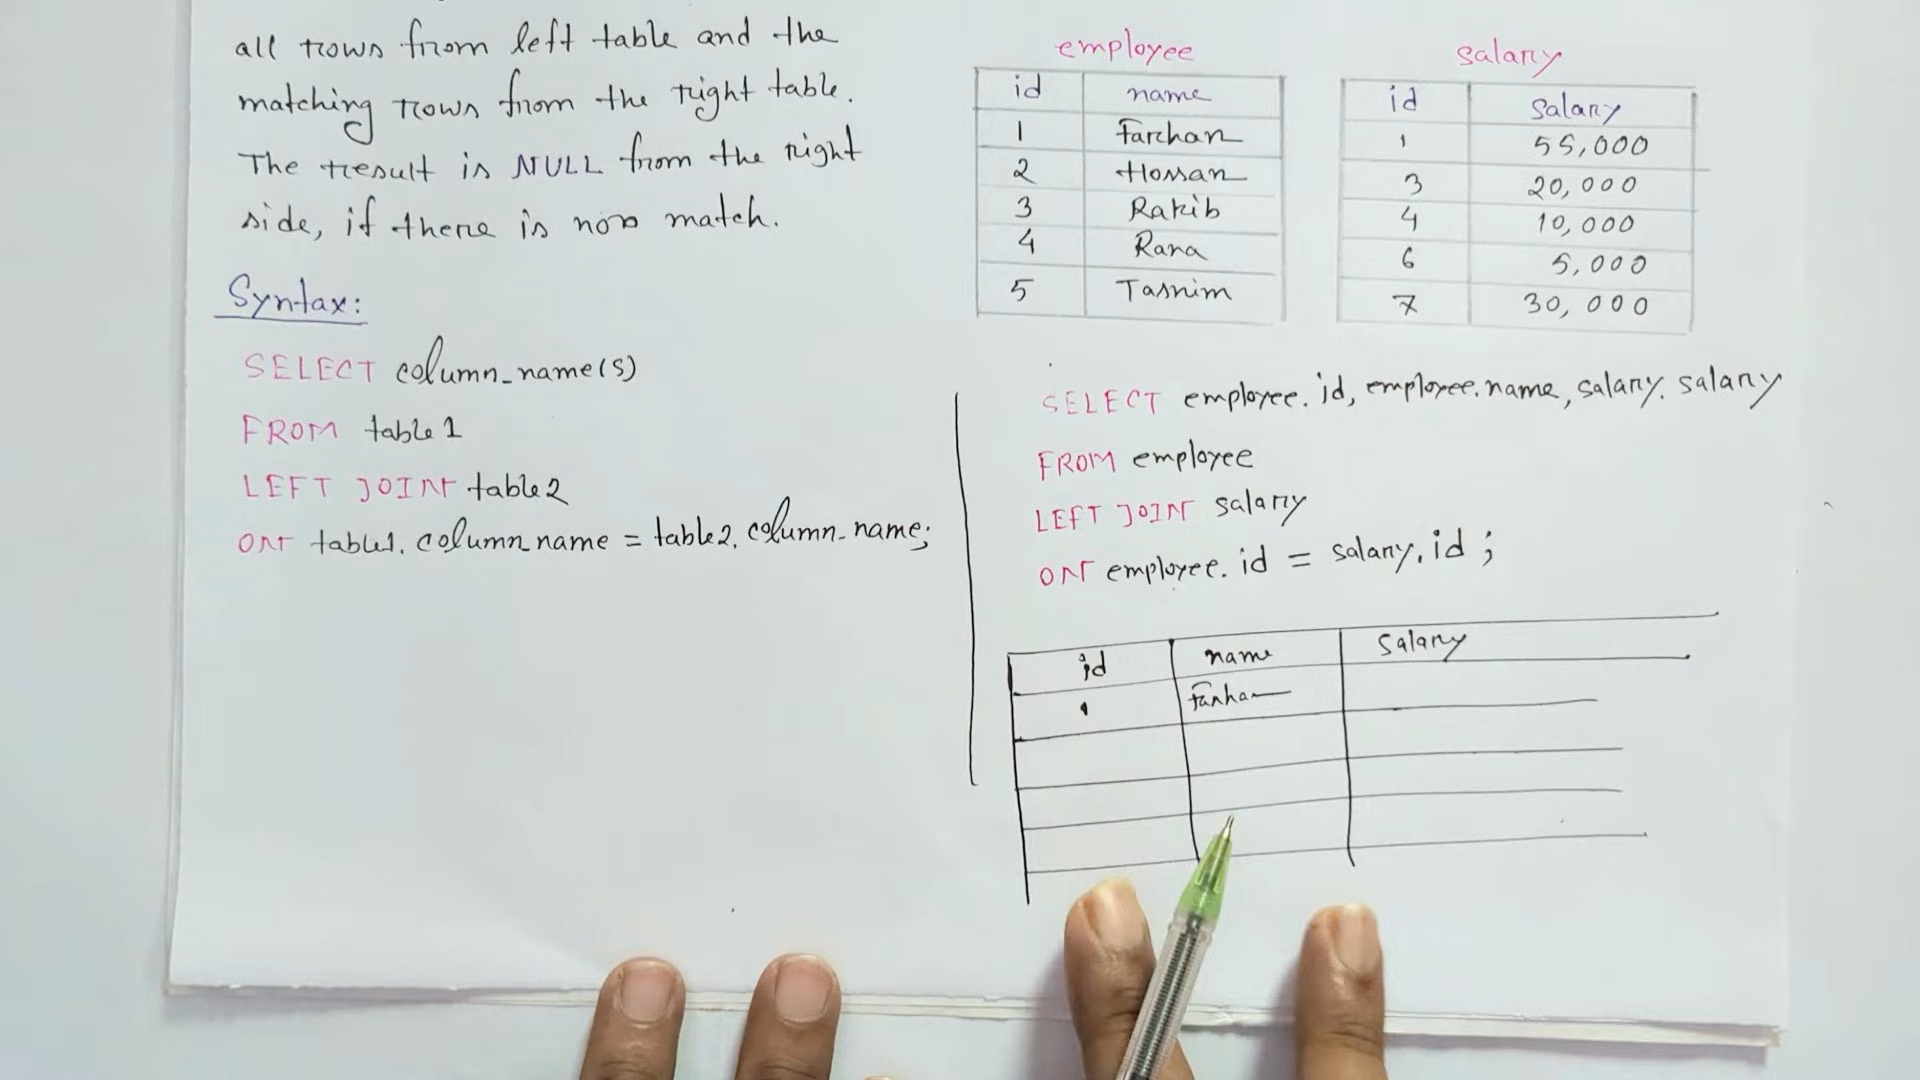 all rows from left table and the
matching rows from the right table.
The result is NULL from the right
side, if there is noo match.
Syntax:
SELECT column_name(s)
FROM table1
LEFT JOIN table2
ON table1.column_name = table2.column_name;
employee
id name
1 Farhan
2 Hossan
3 Rakib
4 Rana
5 Tasnim
salary
id salary
1 55,000
3 20,000
4 10,000
6 5,000
7 30,000
SELECT employee.id, employee.name, salary.salary
FROM employee
LEFT JOIN salary
ON employee.id = salary.id;
id name salary
1 Farhan